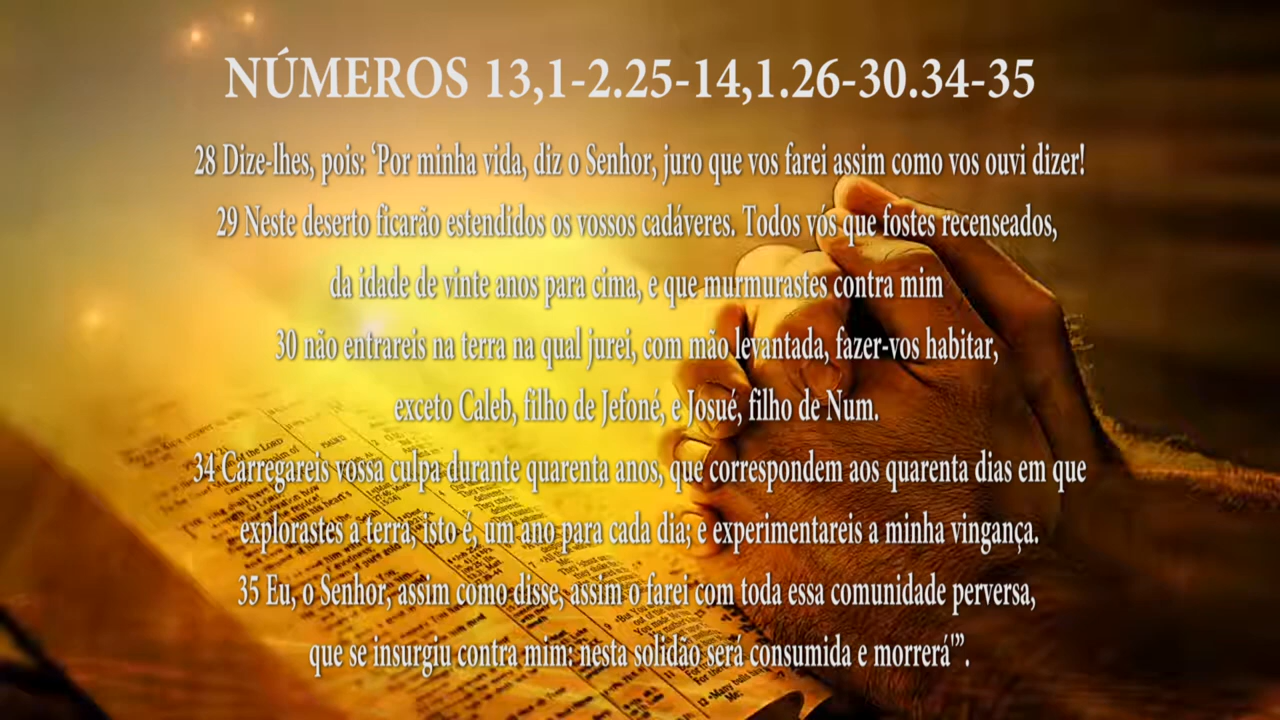 NÚMEROS 13,1-2.25-14,1.26-30.34-35
28 Dize-lhes, pois: ‘Por minha vida, diz o Senhor, juro que vos farei assim como vos ouvi dizer!
29 Neste deserto ficarão estendidos os vossos cadáveres. Todos vós que fostes recenseados,
da idade de vinte anos para cima, e que murmurastes contra mim
30 não entrareis na terra na qual jurei, com mão levantada, fazer-vos habitar,
exceto Caleb, filho de Jefoné, e Josué, filho de Num.
34 Carregareis vossa culpa durante quarenta anos, que correspondem aos quarenta dias em que
explorastes a terra, isto é, um ano para cada dia; e experimentareis a minha vingança.
35 Eu, o Senhor, assim como disse, assim o farei com toda essa comunidade perversa,
que se insurgiu contra mim: nesta solidão será consumida e morrerá'”.
of the LORD